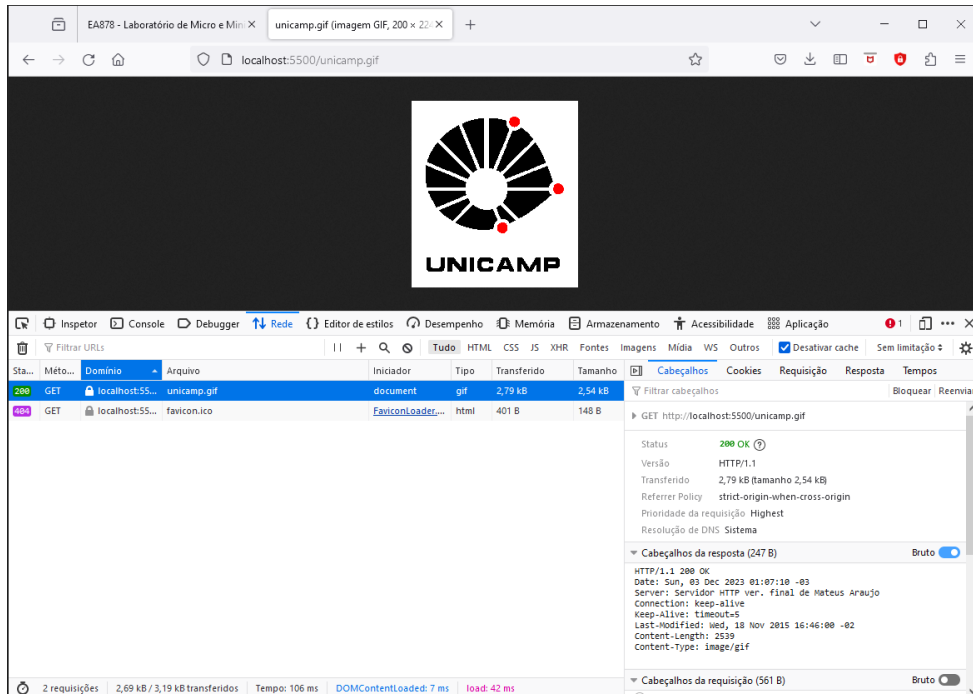 EA878 - Laboratório de Micro e Min
unicamp.gif (imagem GIF, 200 × 224
localhost:5500/unicamp.gif
UNICAMP
Inspetor Console Debugger Rede Editor de estilos Desempenho Memória Armazenamento Acessibilidade Aplicação 1
Filtrar URLs Tudo HTML CSS JS XHR Fontes Imagens Mídia WS Outros Desativar cache Sem limitação
Sta... Méto... Domínio Arquivo Iniciador Tipo Transferido Tamanho
200 GET localhost:55... unicamp.gif document gif 2,79 kB 2,54 kB
404 GET localhost:55... favicon.ico FaviconLoader.... html 401 B 148 B
2 requisições 2,69 kB / 3,19 kB transferidos Tempo: 106 ms DOMContentLoaded: 7 ms load: 42 ms
Cabeçalhos Cookies Requisição Resposta Tempos
Filtrar cabeçalhos Bloquear Reenvia
GET http://localhost:5500/unicamp.gif
Status 200 OK ?
Versão HTTP/1.1
Transferido 2,79 kB (tamanho 2,54 kB)
Referrer Policy strict-origin-when-cross-origin
Prioridade da requisição Highest
Resolução de DNS Sistema
Cabeçalhos da resposta (247 B) Bruto
HTTP/1.1 200 OK
Date: Sun, 03 Dec 2023 01:07:10 -03
Server: Servidor HTTP ver. final de Mateus Araujo
Connection: keep-alive
Keep-Alive: timeout=5
Last-Modified: Wed, 18 Nov 2015 16:46:00 -02
Content-Length: 2539
Content-Type: image/gif
Cabeçalhos da requisição (561 B) Bruto